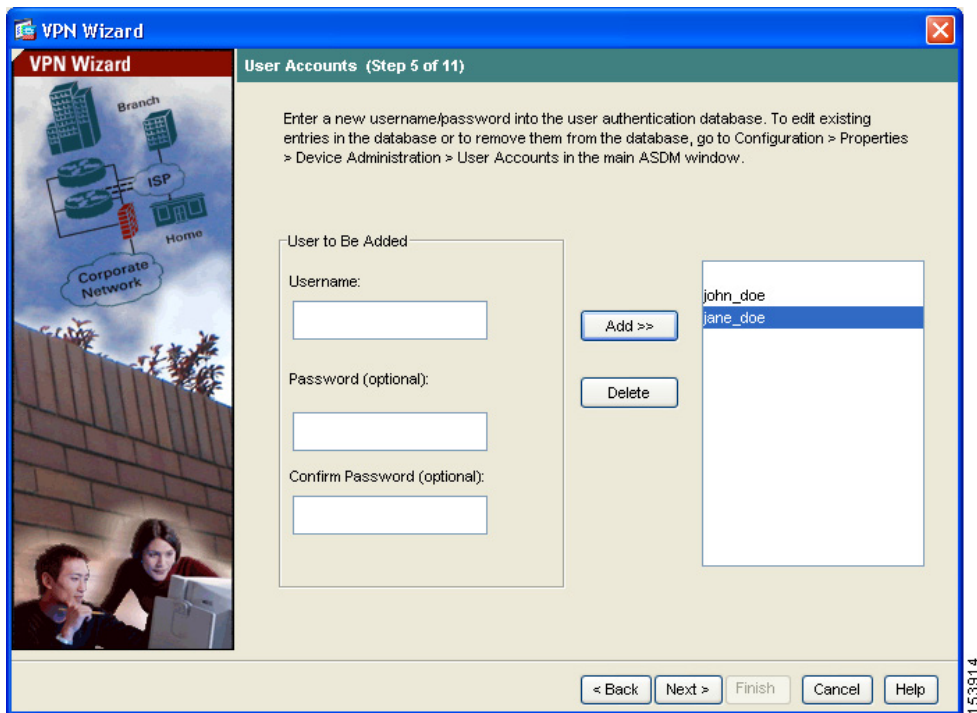 VPN Wizard
VPN Wizard
User Accounts (Step 5 of 11)
Branch
ISP
Home
Corporate
Network
Enter a new username/password into the user authentication database. To edit existing
entries in the database or to remove them from the database, go to Configuration > Properties
> Device Administration > User Accounts in the main ASDM window.
User to Be Added
Username:
Password (optional):
Confirm Password (optional):
Add >>
Delete
john_doe
jane_doe
< Back
Next >
Finish
Cancel
Help
153914